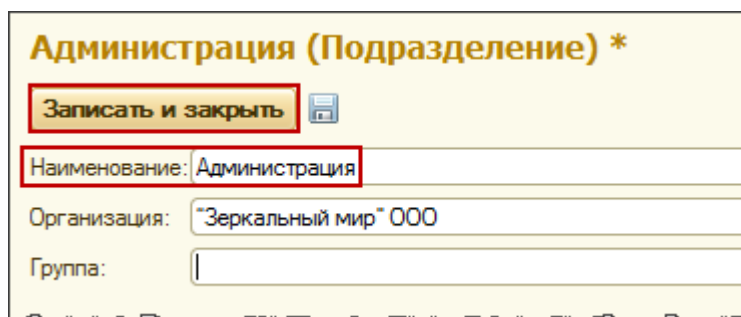 Администрация (Подразделение) *
Записать и закрыть
Наименование: Администрация
Организация: "Зеркальный мир" ООО
Группа: